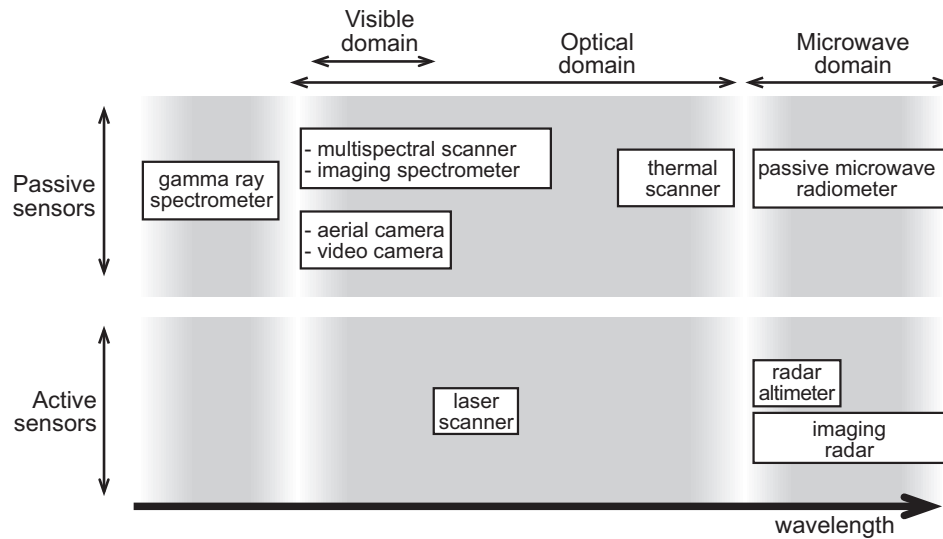 Visible
domain
Optical
domain
Microwave
domain
Passive
sensors
gamma ray
spectrometer
- multispectral scanner
- imaging spectrometer
- aerial camera
- video camera
thermal
scanner
passive microwave
radiometer
Active
sensors
laser
scanner
radar
altimeter
imaging
radar
wavelength